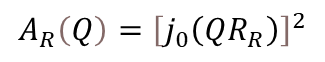 A_R(Q) = [j_0(QR_R)]^2